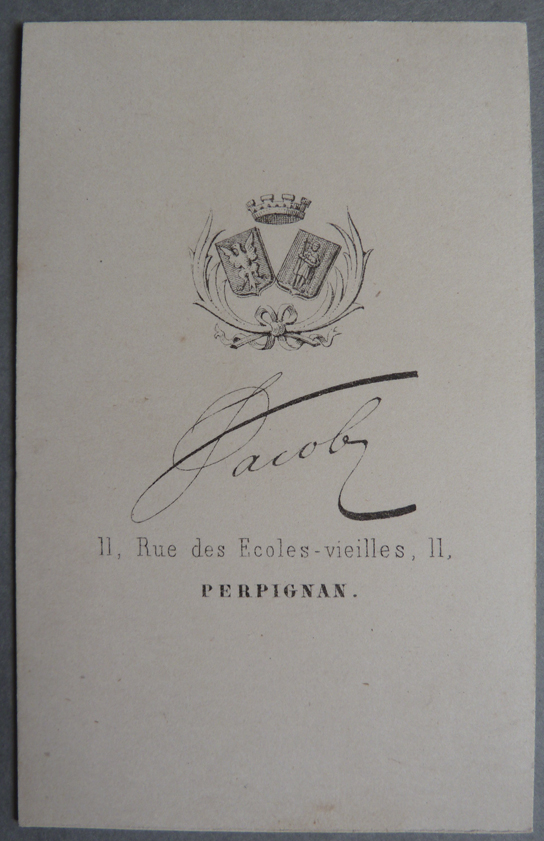 Jacob
11, Rue des Ecoles-vieilles, 11,
PERPIGNAN.